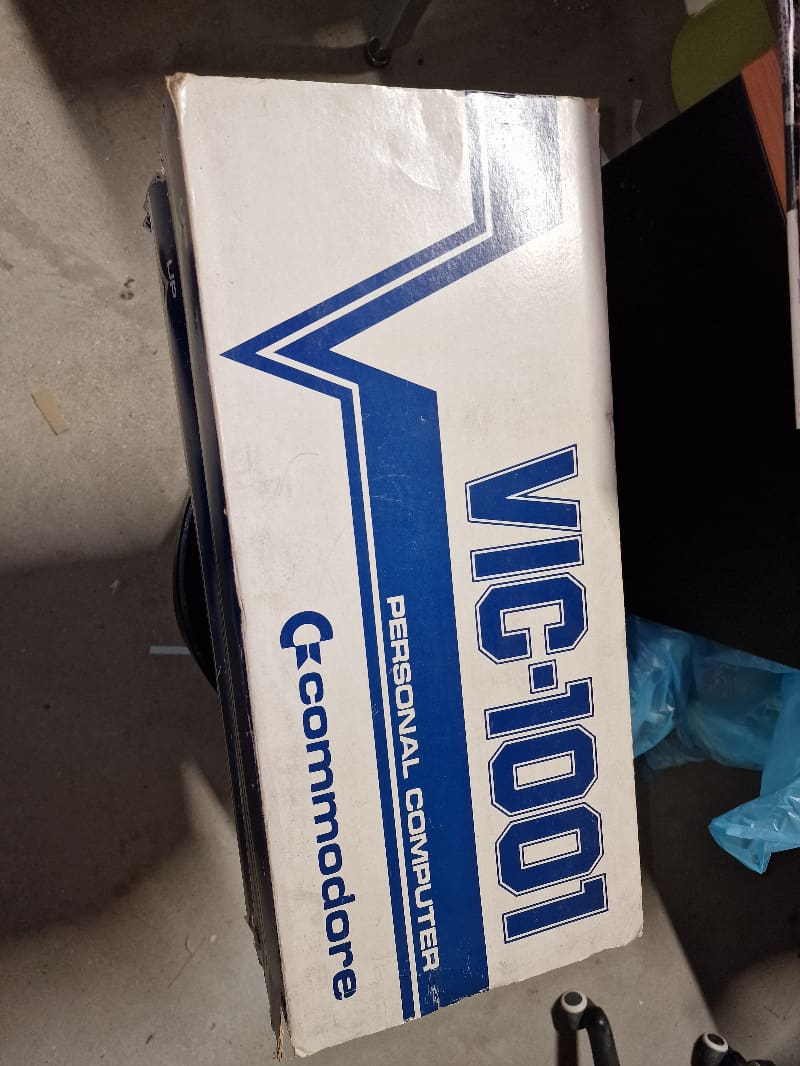 VIC-1001
PERSONAL COMPUTER
commodore
UP